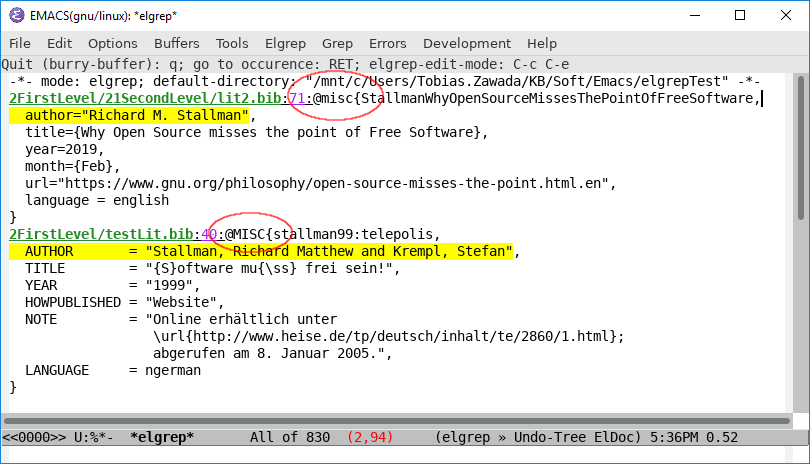 EMACS(gnu/linux): *elgrep*
File Edit Options Buffers Tools Elgrep Grep Errors Development Help
Quit (burry-buffer): q; go to occurence: RET; elgrep-edit-mode: C-c C-e
-*- mode: elgrep; default-directory: "/mnt/c/Users/Tobias.Zawada/KB/Soft/Emacs/elgrepTest" -*-
2FirstLevel/21SecondLevel/lit2.bib:71:@misc{StallmanWhyOpenSourceMissesThePointOfFreeSoftware,
  author="Richard M. Stallman",
  title={Why Open Source misses the point of Free Software},
  year=2019,
  month={Feb},
  url="https://www.gnu.org/philosophy/open-source-misses-the-point.html.en",
  language = english
}
2FirstLevel/testLit.bib:40:@MISC{stallman99:telepolis,
  AUTHOR       = "Stallman, Richard Matthew and Krempl, Stefan",
  TITLE        = "{S}oftware mu{\ss} frei sein!",
  YEAR         = "1999",
  HOWPUBLISHED = "Website",
  NOTE         = "Online erhältlich unter
                  \url{http://www.heise.de/tp/deutsch/inhalt/te/2860/1.html};
                  abgerufen am 8. Januar 2005.",
  LANGUAGE     = ngerman
}
<<0000>> U:%*-  *elgrep*       All of 830  (2,94)     (elgrep » Undo-Tree ElDoc) 5:36PM 0.52